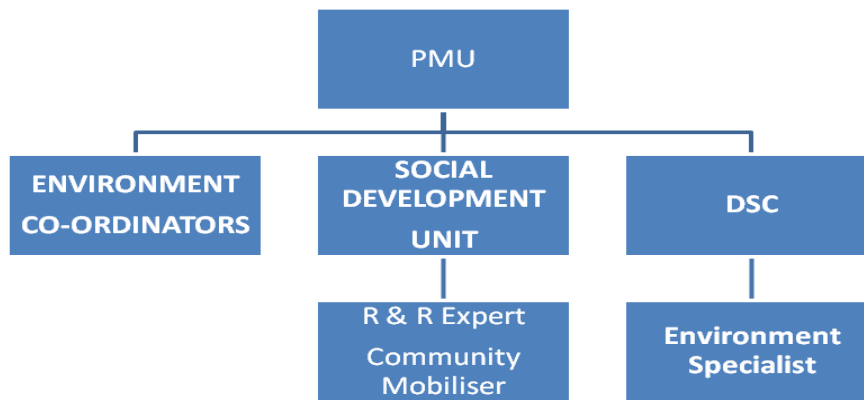 PMU
ENVIRONMENT
CO-ORDINATORS
SOCIAL
DEVELOPMENT
UNIT
DSC
R & R Expert
Community
Mobiliser
Environment
Specialist